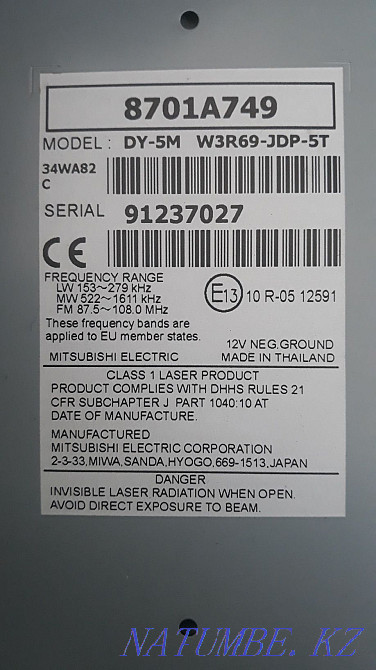 8701A749
MODEL : DY-5M W3R69-JDP-5T
34WA82
C
SERIAL 91237027
CE
FREQUENCY RANGE
LW 153～279 kHz
MW 522～1611 kHz
FM 87.5～108.0 MHz
E13 10 R-05 12591
These frequency bands are
applied to EU member states.
12V NEG.GROUND
MITSUBISHI ELECTRIC MADE IN THAILAND
CLASS 1 LASER PRODUCT
PRODUCT COMPLIES WITH DHHS RULES 21
CFR SUBCHAPTER J PART 1040:10 AT
DATE OF MANUFACTURE.
MANUFACTURED
MITSUBISHI ELECTRIC CORPORATION
2-3-33,MIWA,SANDA,HYOGO,669-1513,JAPAN
DANGER
INVISIBLE LASER RADIATION WHEN OPEN.
AVOID DIRECT EXPOSURE TO BEAM.
NATUMBE.KZ